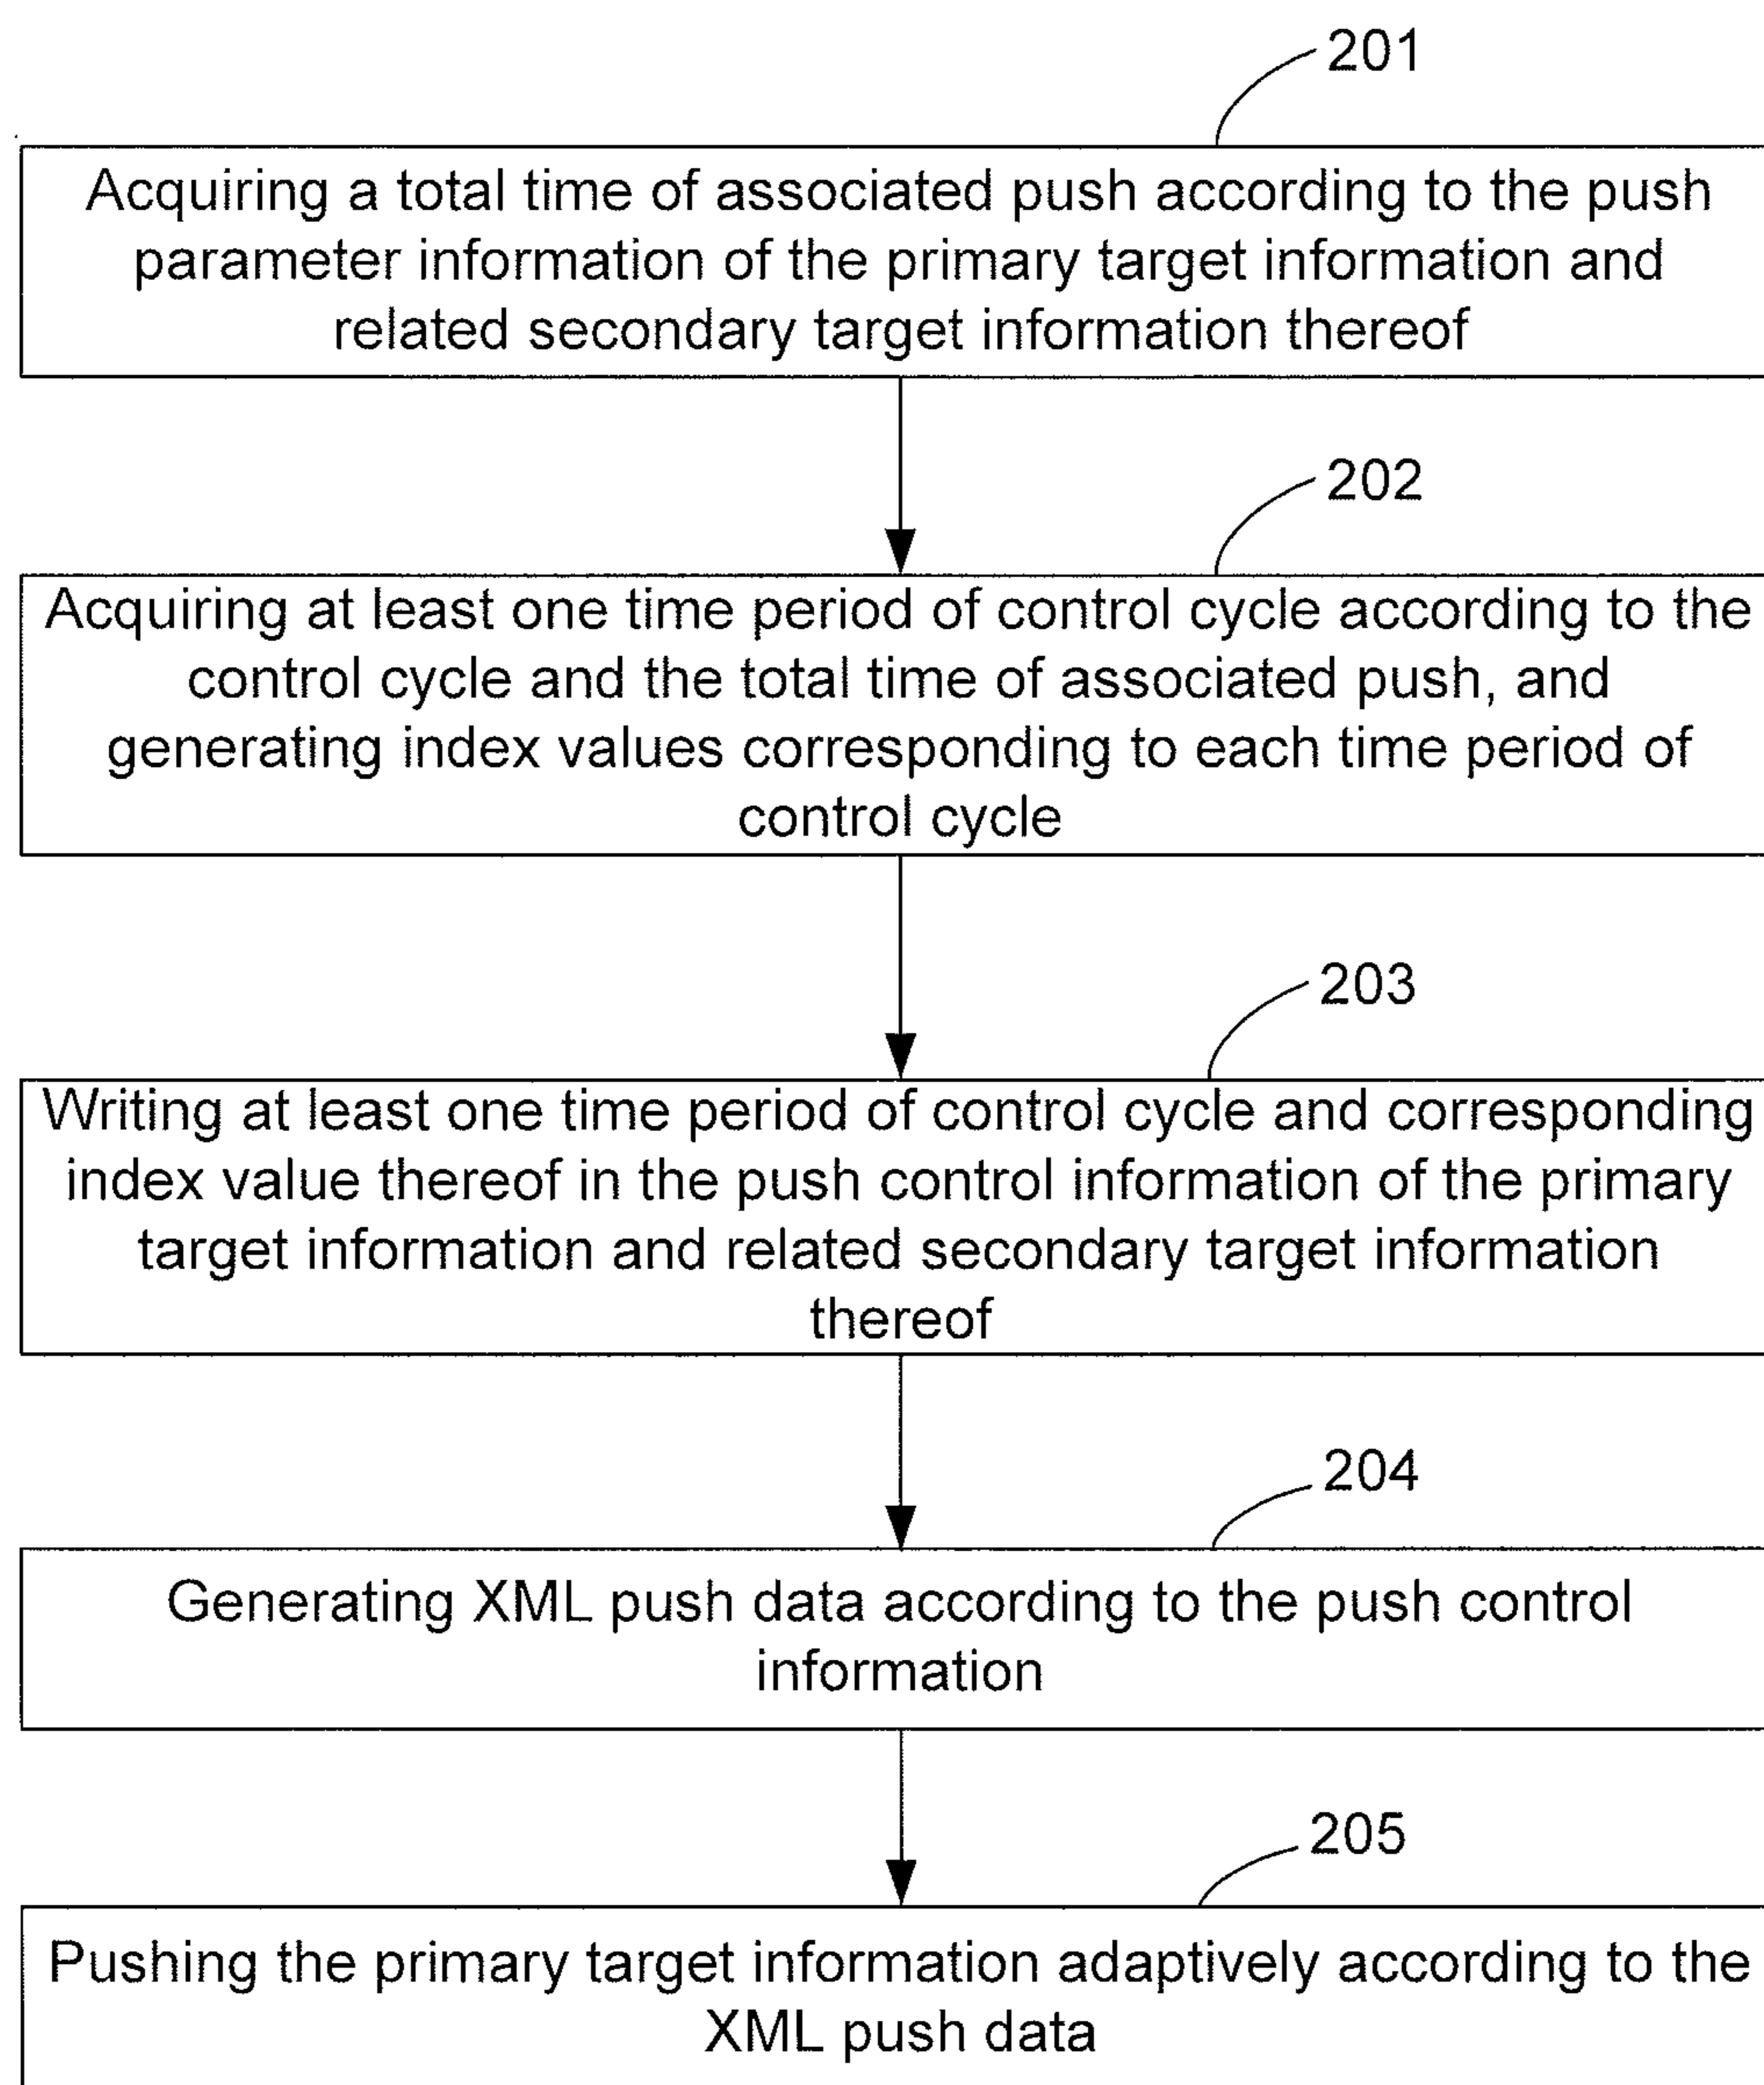 201
Acquiring a total time of associated push according to the push
parameter information of the primary target information and
related secondary target information thereof
202
Acquiring at least one time period of control cycle according to the
control cycle and the total time of associated push, and
generating index values corresponding to each time period of
control cycle
203
Writing at least one time period of control cycle and corresponding
index value thereof in the push control information of the primary
target information and related secondary target information
thereof
204
Generating XML push data according to the push control
information
205
Pushing the primary target information adaptively according to the
XML push data